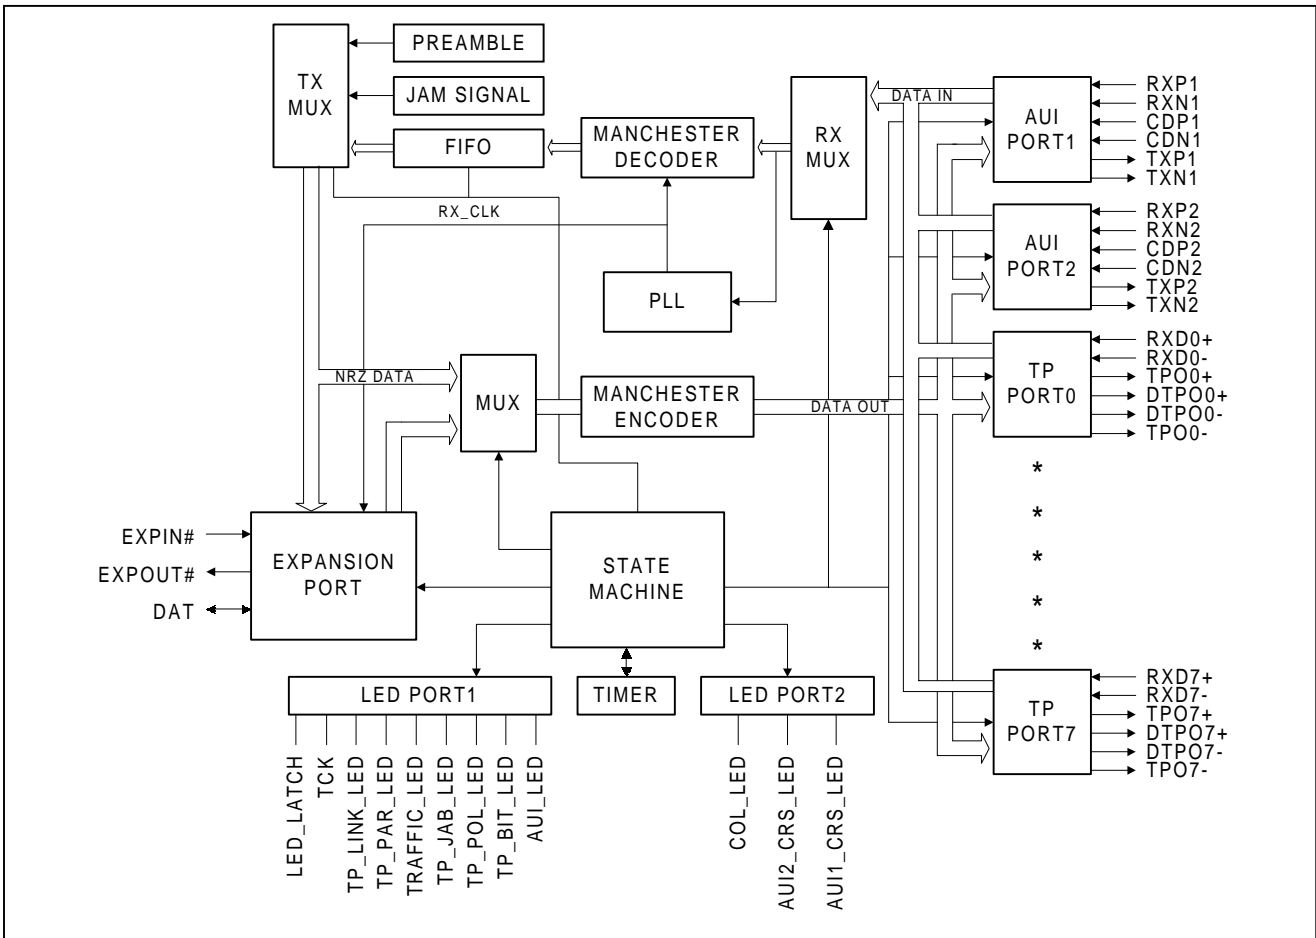 PREAMBLE
TX
MUX
JAM SIGNAL
FIFO
MANCHESTER
DECODER
RX
MUX
DATA IN
AUI
PORT1
RXP1
RXN1
CDP1
CDN1
TXP1
TXN1
RX_CLK
AUI
PORT2
RXP2
RXN2
CDP2
CDN2
TXP2
TXN2
PLL
NRZ DATA
MUX
MANCHESTER
ENCODER
DATA OUT
TP
PORT0
RXD0+
RXD0-
TPO0+
DTPO0+
DTPO0-
TPO0-
*
*
*
*
*
EXPIN#
EXPOUT#
DAT
EXPANSION
PORT
STATE
MACHINE
LED PORT1
TIMER
LED PORT2
TP
PORT7
RXD7+
RXD7-
TPO7+
DTPO7+
DTPO7-
TPO7-
LED_LATCH
TCK
TP_LINK_LED
TP_PAR_LED
TRAFFIC_LED
TP_JAB_LED
TP_POL_LED
TP_BIT_LED
AUI_LED
COL_LED
AUI2_CRS_LED
AUI1_CRS_LED